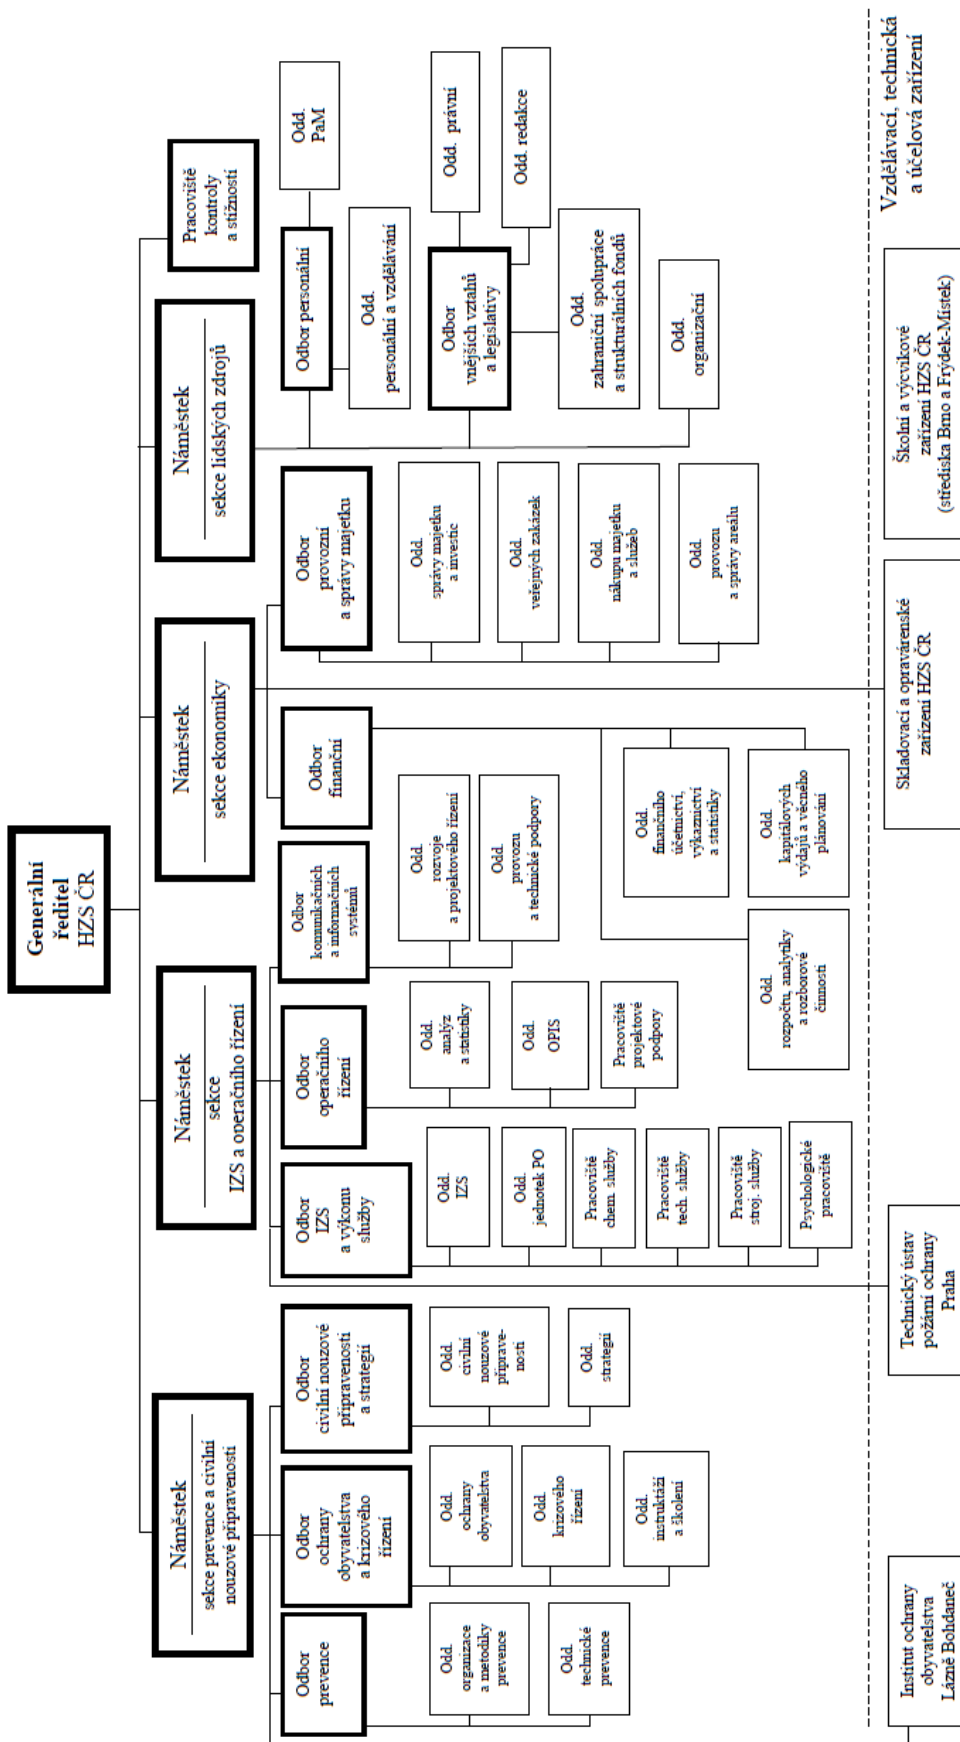 Generální
ředitel
HZS ČR
Náměstek
sekce prevence a civilní
nouzové připravenosti
Náměstek
sekce
IZS a operačního řízení
Náměstek
sekce ekonomiky
Náměstek
sekce lidských zdrojů
Pracoviště
kontroly
a stížností
Odbor
prevence
Odbor
ochrany
obyvatelstva
a krizového
řízení
Odbor
civilní nouzové
připravenosti
a strategií
Odbor
IZS
a výkonu
služby
Odbor
operačního
řízení
Odbor
komunikačních
a informačních
systémů
Odbor
finanční
Odbor
provozní
a správy majetku
Odbor personální
Odd.
PaM
Odd.
personální a vzdělávání
Odbor
vnějších vztahů
a legislativy
Odd. právní
Odd. redakce
Odd.
zahraniční spolupráce
a strukturálních fondů
Odd.
organizační
Odd.
organizace
a metodiky
prevence
Odd.
technické
prevence
Odd.
ochrany
obyvatelstva
Odd.
krizového
řízení
Odd.
instruktáží
a školení
Odd.
civilní
nouzové
připrave-
nosti
Odd.
strategií
Odd.
IZS
Odd.
jednotek PO
Pracoviště
chem. služby
Pracoviště
tech. služby
Pracoviště
stroj. služby
Psychologické
pracoviště
Odd.
analýz
a statistiky
Odd.
OPIS
Pracoviště
projektové
podpory
Odd.
rozvoje
a projektového řízení
Odd.
provozu
a technické podpory
Odd.
finančního
účetnictví,
výkaznictví
a statistiky
Odd.
kapitálových
výdajů a věcného
plánování
Odd.
rozpočtu, analytiky
a rozborové
činnosti
Odd.
správy majetku
a investic
Odd.
veřejných zakázek
Odd.
nákupu majetku
a služeb
Odd.
provozu
a správy areálu
Vzdělávací, technická
a účelová zařízení
Institut ochrany
obyvatelstva
Lázně Bohdaneč
Technický ústav
požární ochrany
Praha
Skladovací a opravárenské
zařízení HZS ČR
Školní a výcvikové
zařízení HZS ČR
(střediska Brno a Frýdek-Místek)